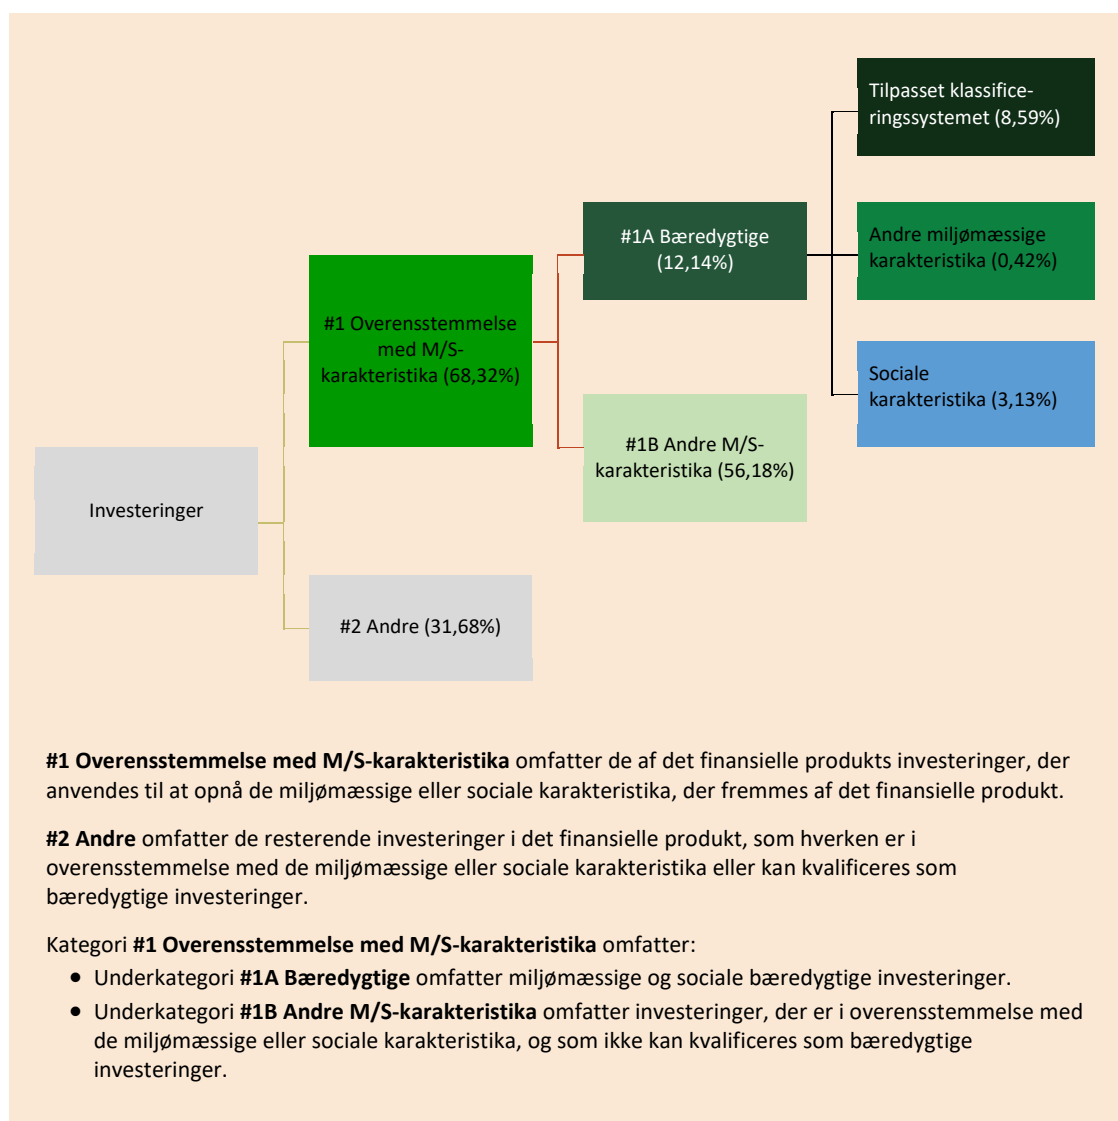 Tilpasset klassifice-
ringssystemet (8,59%)
#1A Bæredygtige
(12,14%)
Andre miljømæssige
karakteristika (0,42%)
#1 Overensstemmelse
med M/S-
karakteristika (68,32%)
Sociale
karakteristika (3,13%)
#1B Andre M/S-
karakteristika (56,18%)
Investeringer
#2 Andre (31,68%)
#1 Overensstemmelse med M/S-karakteristika omfatter de af det finansielle produkts investeringer, der
anvendes til at opnå de miljømæssige eller sociale karakteristika, der fremmes af det finansielle produkt.
#2 Andre omfatter de resterende investeringer i det finansielle produkt, som hverken er i
overensstemmelse med de miljømæssige eller sociale karakteristika eller kan kvalificeres som
bæredygtige investeringer.
Kategori #1 Overensstemmelse med M/S-karakteristika omfatter:
• Underkategori #1A Bæredygtige omfatter miljømæssige og sociale bæredygtige investeringer.
• Underkategori #1B Andre M/S-karakteristika omfatter investeringer, der er i overensstemmelse med
de miljømæssige eller sociale karakteristika, og som ikke kan kvalificeres som bæredygtige
investeringer.